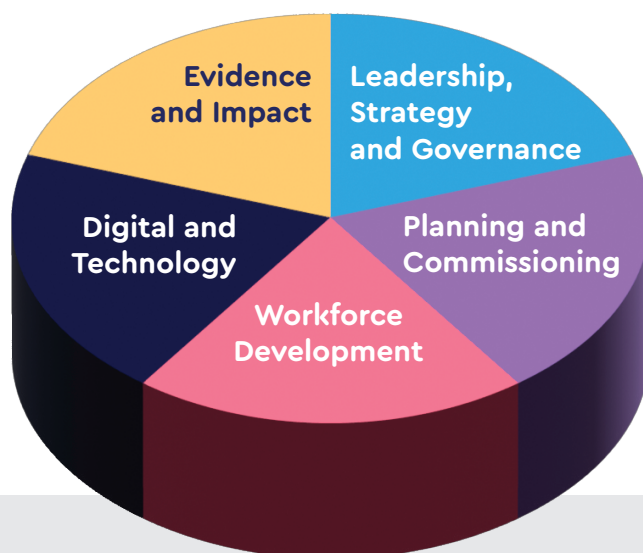 Evidence
and Impact
Leadership,
Strategy
and Governance
Digital and
Technology
Planning and
Commissioning
Workforce
Development